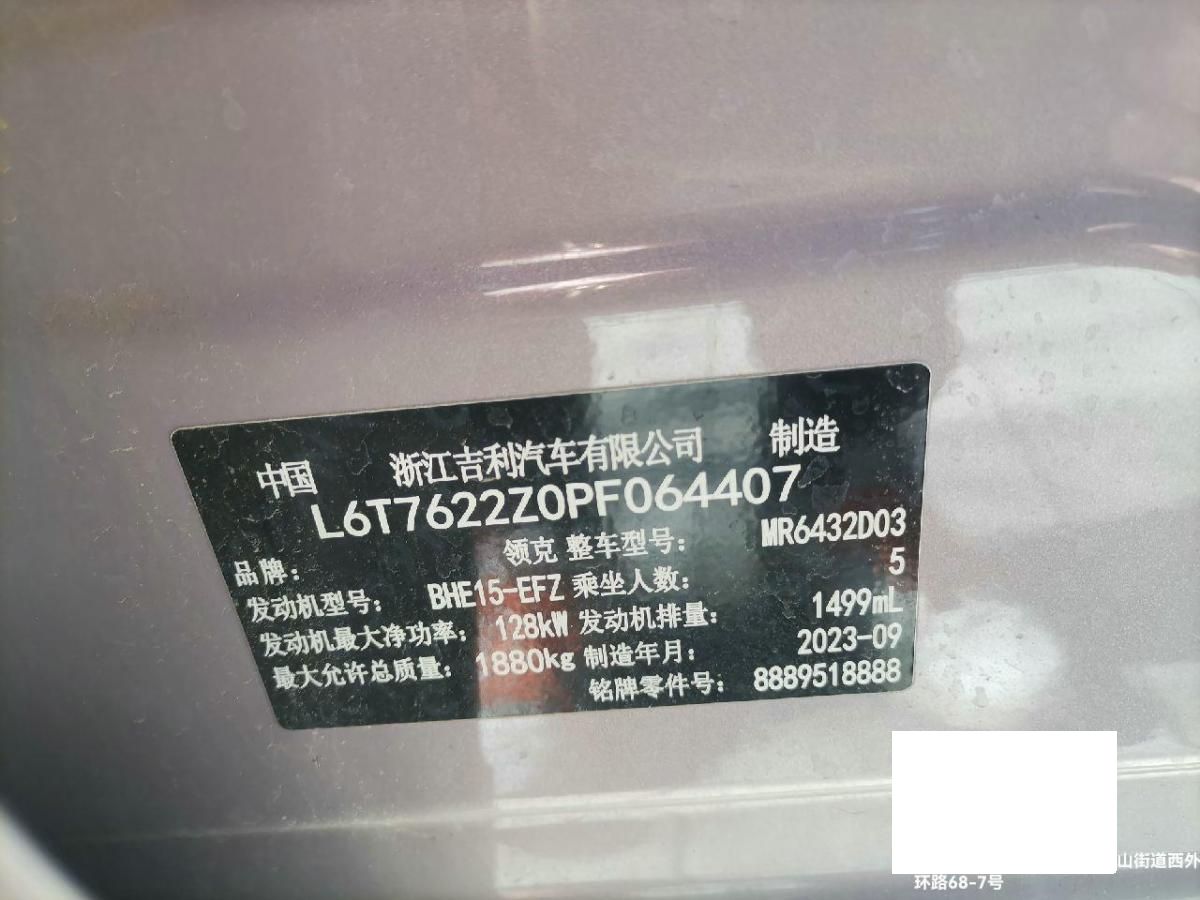 中国 浙江吉利汽车有限公司 制造
L6T7622Z0PF064407
品牌： 领克 整车型号： MR6432D03
发动机型号： BHE15-EFZ 乘坐人数： 5
发动机最大净功率： 128kW 发动机排量： 1499mL
最大允许总质量： 1880kg 制造年月： 2023-09
铭牌零件号： 8889518888
山街道西外
环路68-7号